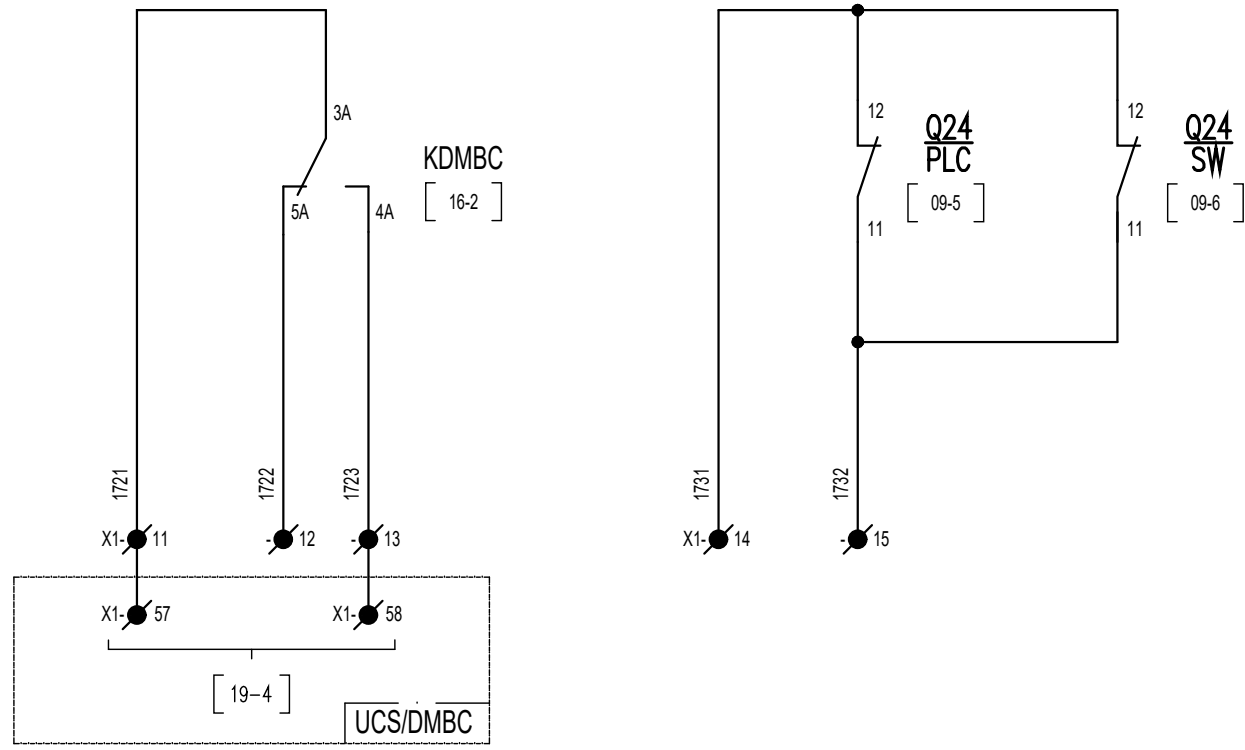 3A
KDMBC
[ 16-2 ]
5A
4A
1721
1722
1723
X1- 11
- 12
- 13
X1- 57
X1- 58
[ 19-4 ]
UCS/DMBC
12
Q24
PLC
[ 09-5 ]
11
12
Q24
SW
[ 09-6 ]
11
1731
1732
X1- 14
- 15